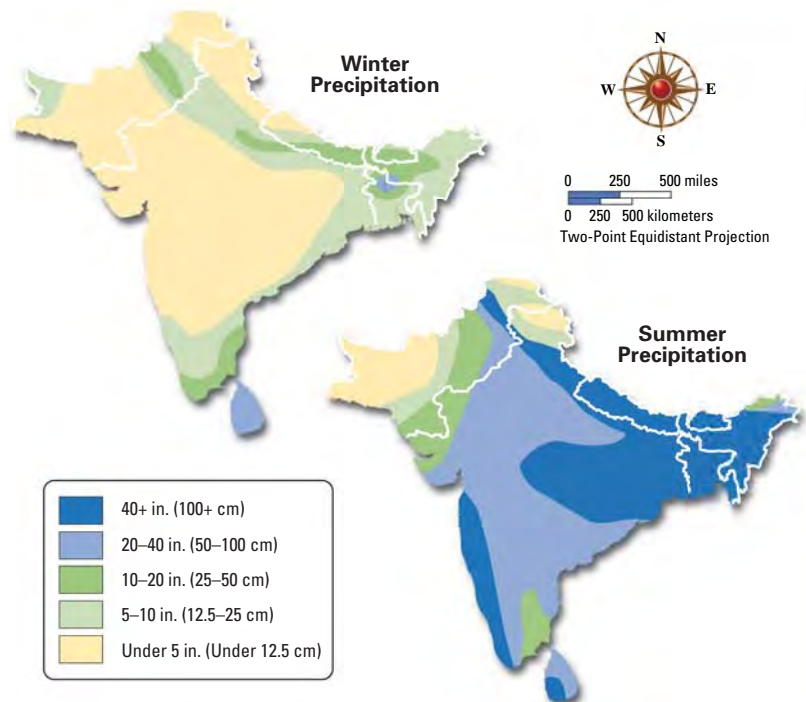 Winter
Precipitation
N
W E
S
0 250 500 miles
0 250 500 kilometers
Two-Point Equidistant Projection
Summer
Precipitation
40+ in. (100+ cm)
20–40 in. (50–100 cm)
10–20 in. (25–50 cm)
5–10 in. (12.5–25 cm)
Under 5 in. (Under 12.5 cm)